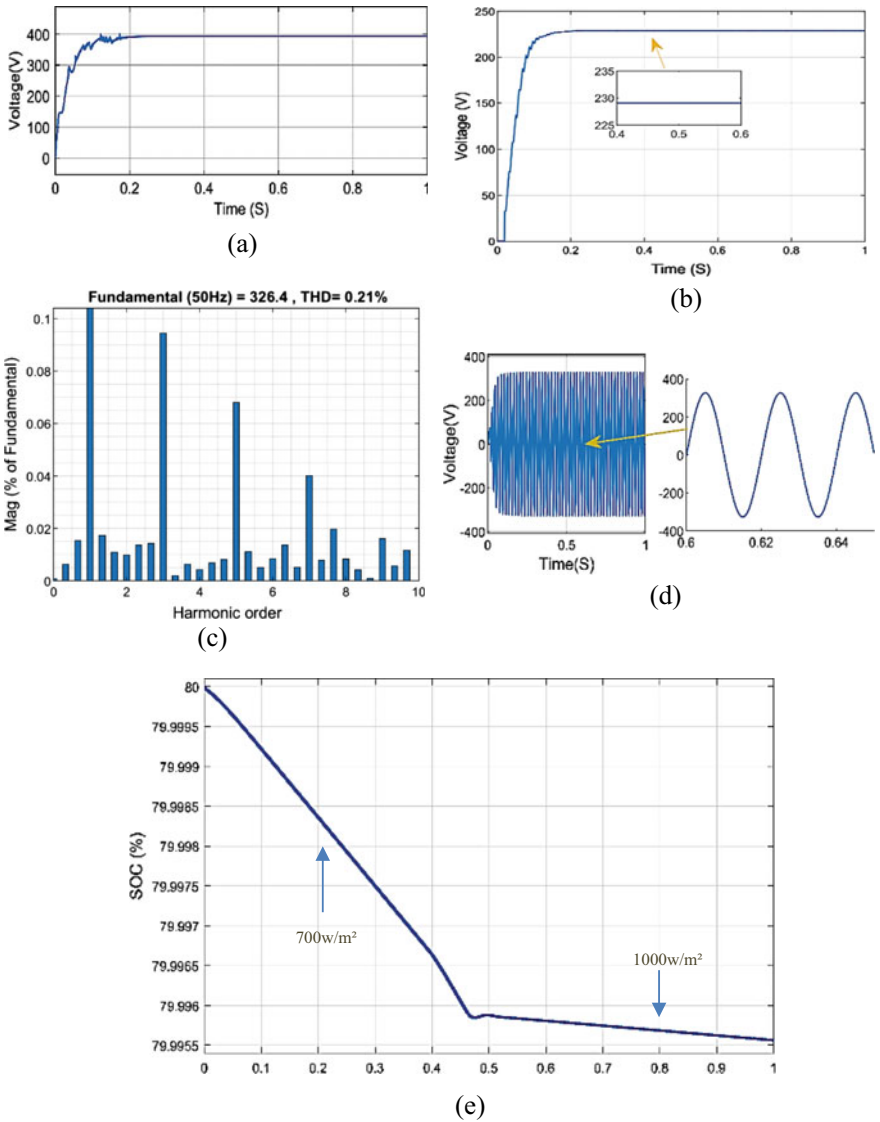 Voltage(V)
400
300
200
100
0
0 0.2 0.4 0.6 0.8 1
Time (S)
(a)
Voltage (V)
250
200
150
100
50
0
235
230
225
0.4 0.5 0.6
0 0.2 0.4 0.6 0.8 1
Time (S)
(b)
Fundamental (50Hz) = 326.4 , THD= 0.21%
Mag (% of Fundamental)
0.1
0.08
0.06
0.04
0.02
0
0 2 4 6 8 10
Harmonic order
(c)
Voltage(V)
400
200
0
-200
-400
0 0.5 1
Time(S)
400
200
0
-200
-400
0.6 0.62 0.64
(d)
SOC (%)
80
79.9995
79.999
79.9985
79.998
79.9975
79.997
79.9965
79.996
79.9955
700w/m²
1000w/m²
0 0.1 0.2 0.3 0.4 0.5 0.6 0.7 0.8 0.9 1
(e)